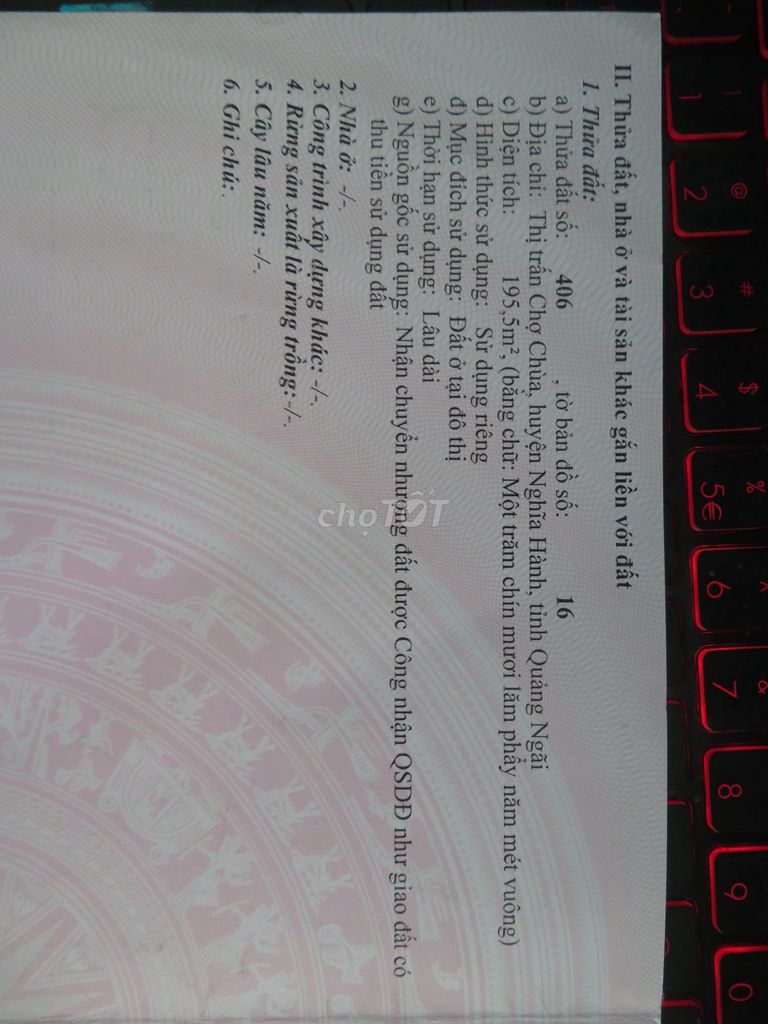 II. Thửa đất, nhà ở và tài sản khác gắn liền với đất
1. Thửa đất:
a) Thửa đất số: 406 , tờ bản đồ số: 16
b) Địa chỉ: Thị trấn Chợ Chùa, huyện Nghĩa Hành, tỉnh Quảng Ngãi
c) Diện tích: 195,5m², (bằng chữ: Một trăm chín mươi lăm phẩy năm mét vuông)
d) Hình thức sử dụng: Sử dụng riêng
đ) Mục đích sử dụng: Đất ở tại đô thị
e) Thời hạn sử dụng: Lâu dài
g) Nguồn gốc sử dụng: Nhận chuyển nhượng đất được Công nhận QSDĐ như giao đất có
thu tiền sử dụng đất
2. Nhà ở: -/-.
3. Công trình xây dựng khác: -/-.
4. Rừng sản xuất là rừng trồng: -/-.
5. Cây lâu năm: -/-.
6. Ghi chú:.
chợTỐT
! 1
@ 2
# 3
$ 4
% 5€
^ 6
& 7
8
9
0